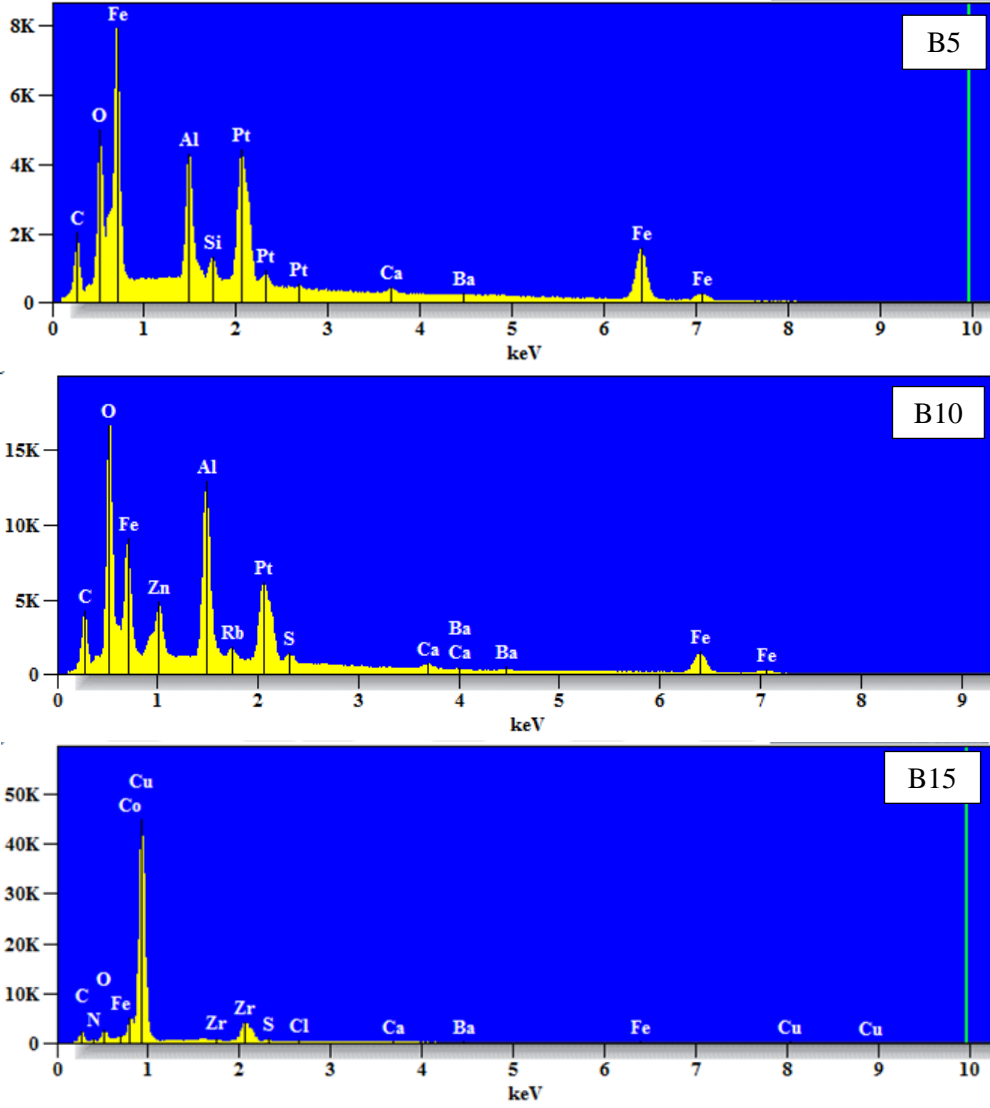 B5
8K
6K
4K
2K
0
C
O
Fe
Al
Si
Pt
Pt
Pt
Ca
Ba
Fe
Fe
0 1 2 3 4 5 6 7 8 9 10
keV
B10
15K
10K
5K
0
C
O
Fe
Zn
Al
Rb
Pt
S
Ca
Ba
Ca
Ba
Fe
Fe
0 1 2 3 4 5 6 7 8 9
keV
B15
50K
40K
30K
20K
10K
0
C
N
O
Fe
Cu
Co
Zr
Zr
S
Cl
Ca
Ba
Fe
Cu
Cu
0 1 2 3 4 5 6 7 8 9 10
keV